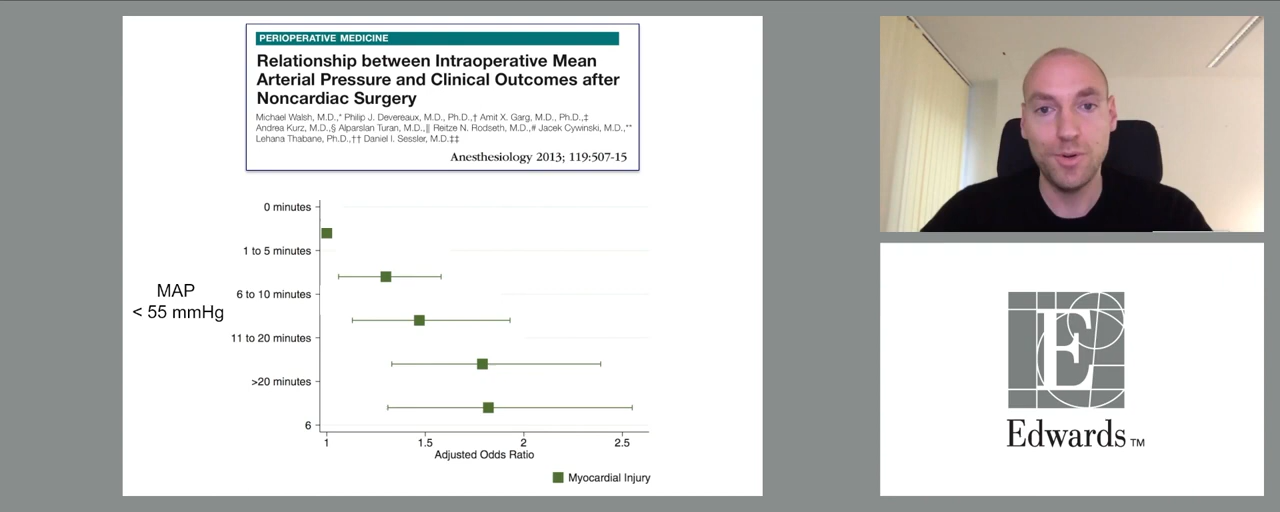 PERIOPERATIVE MEDICINE
Relationship between Intraoperative Mean
Arterial Pressure and Clinical Outcomes after
Noncardiac Surgery
Michael Walsh, M.D.,* Philip J. Devereaux, M.D., Ph.D.,† Amit X. Garg, M.D., Ph.D.,‡
Andrea Kurz, M.D.,§ Alparslan Turan, M.D.,|| Reitze N. Rodseth, M.D.,# Jacek Cywinski, M.D.,**
Lehana Thabane, Ph.D.,†† Daniel I. Sessler, M.D.‡‡
Anesthesiology 2013; 119:507-15
0 minutes
1 to 5 minutes
6 to 10 minutes
11 to 20 minutes
>20 minutes
6
MAP
< 55 mmHg
1 1.5 2 2.5
Adjusted Odds Ratio
Myocardial Injury
E
Edwards™